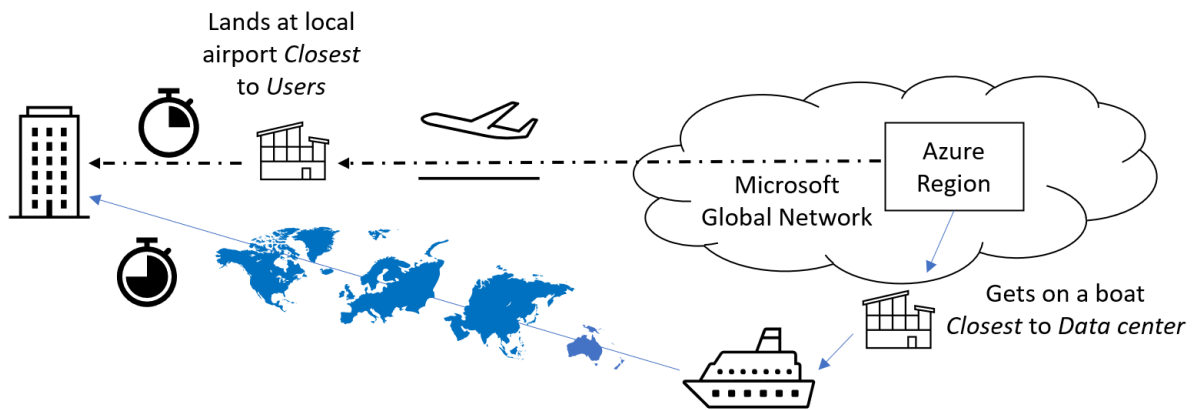 Lands at local
airport Closest
to Users
Azure
Region
Microsoft
Global Network
Gets on a boat
Closest to Data center